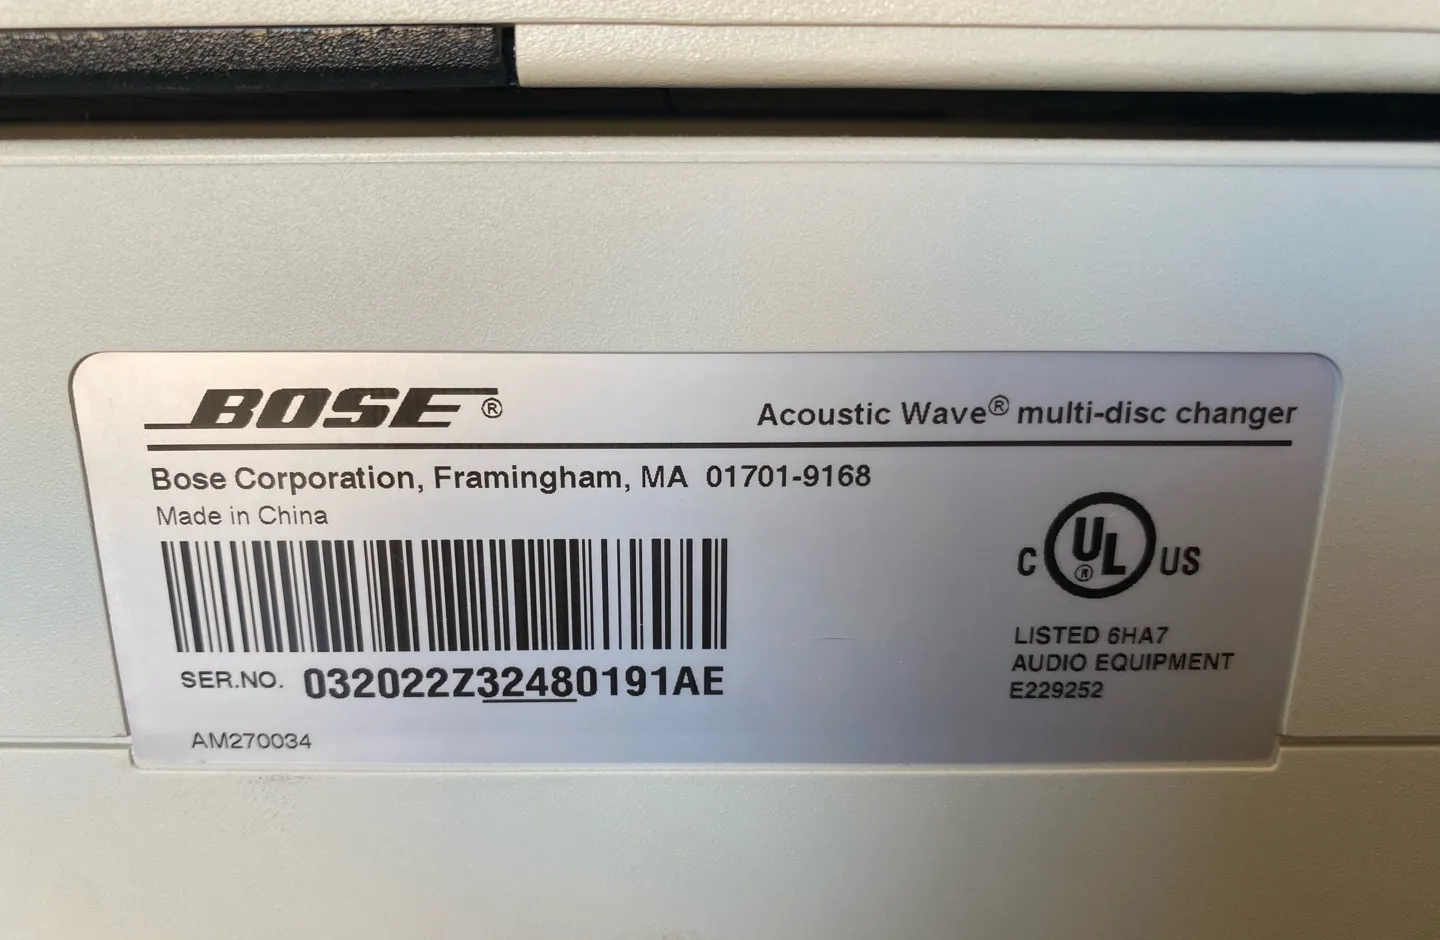 BOSE®
Acoustic Wave® multi-disc changer
Bose Corporation, Framingham, MA 01701-9168
Made in China
C UL® US
SER.NO. 032022Z32480191AE
LISTED 6HA7
AUDIO EQUIPMENT
E229252
AM270034